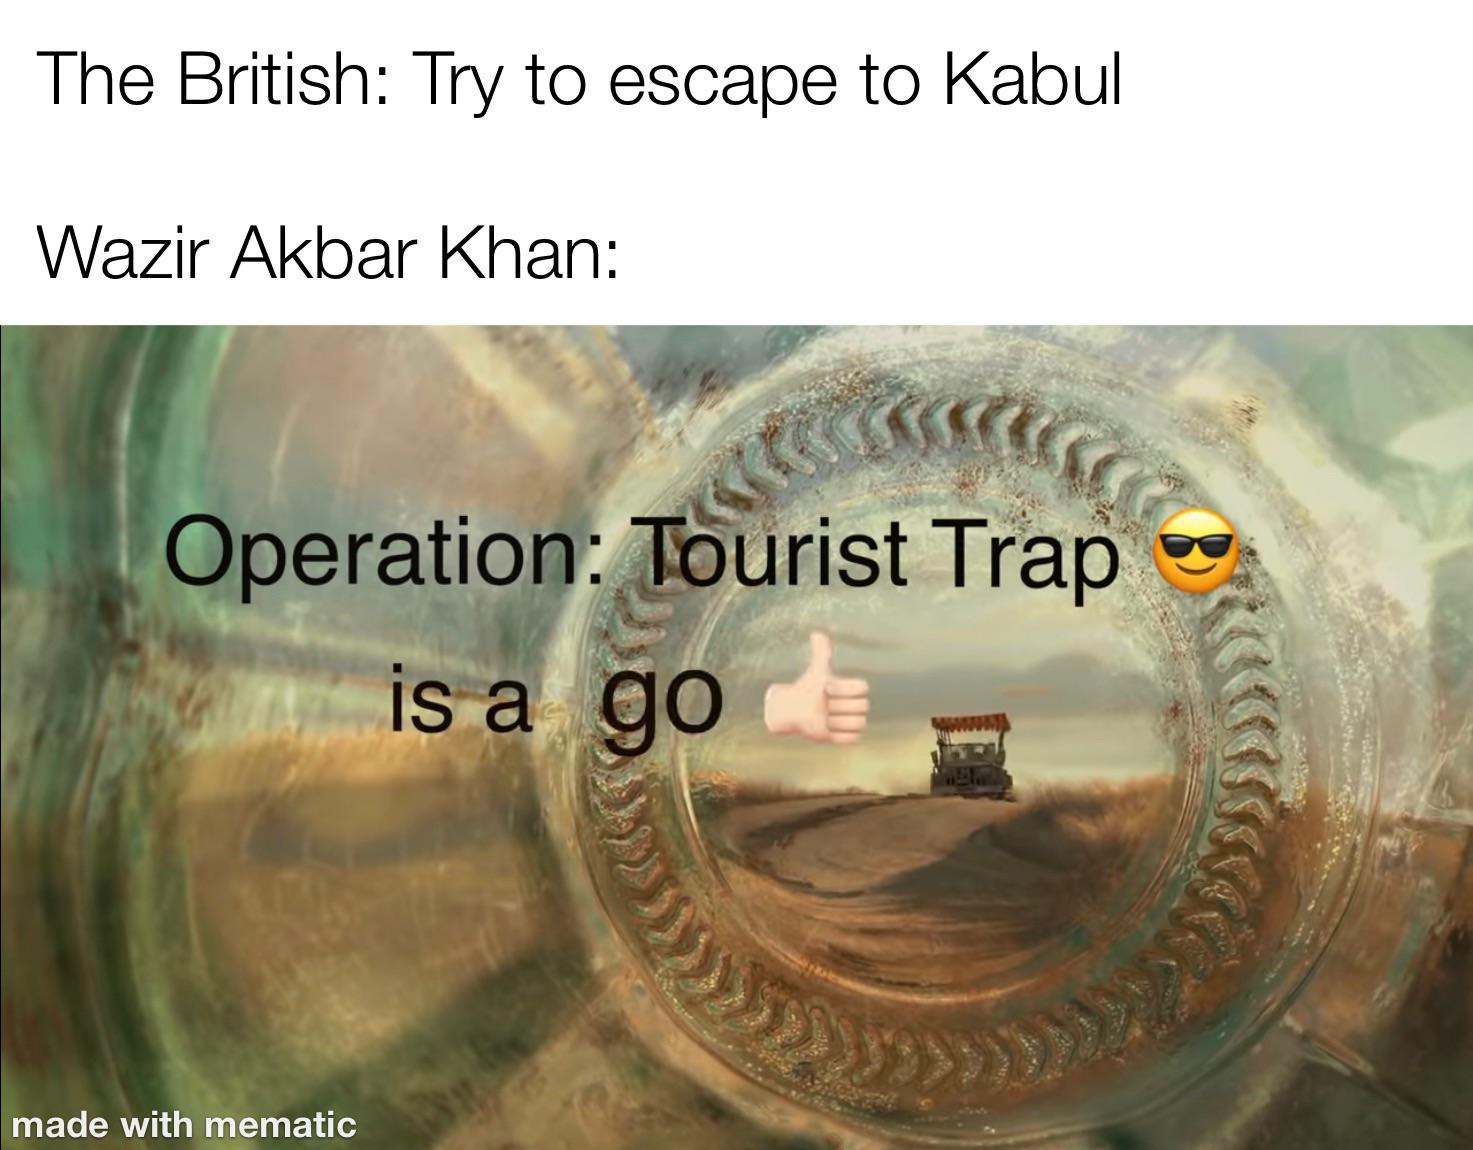 The British: Try to escape to Kabul
Wazir Akbar Khan:
Operation: Tourist Trap 😎
is a go 👍🏻
made with mematic